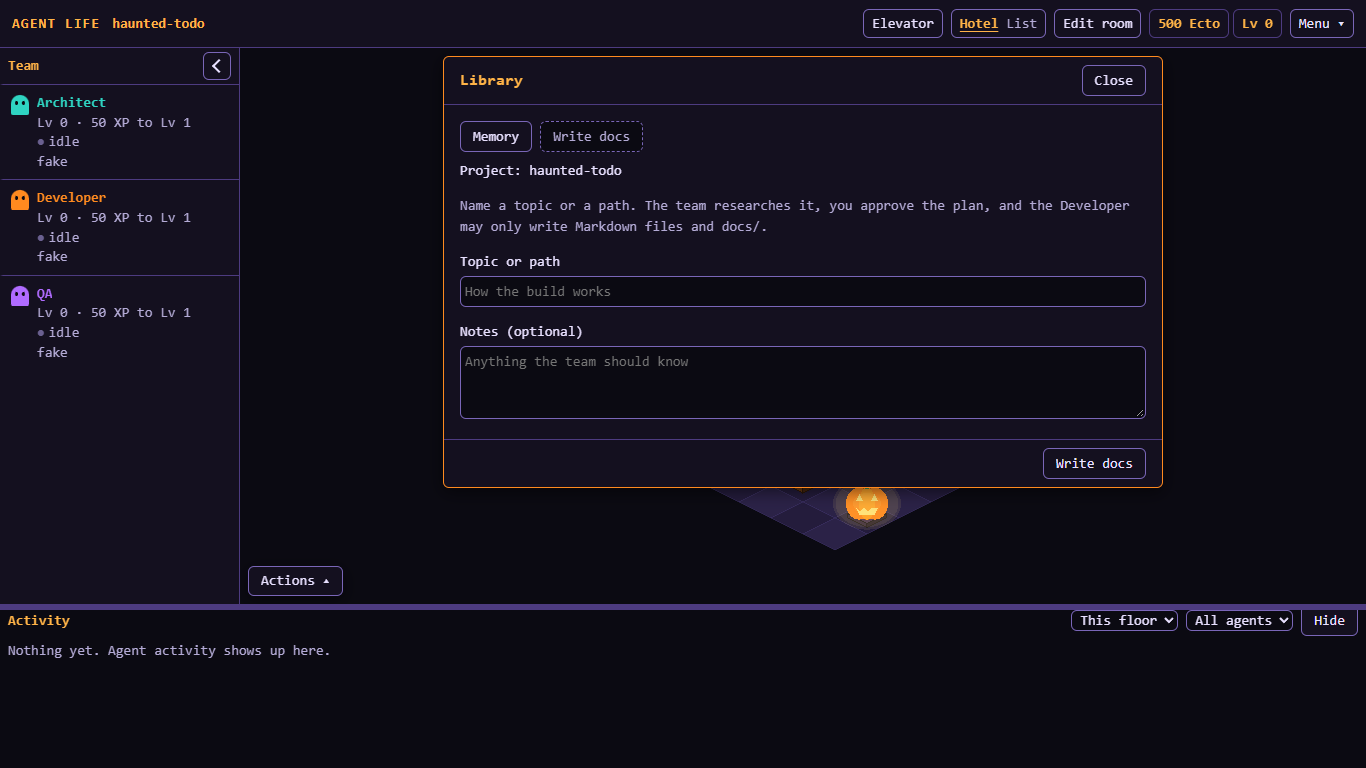 AGENT LIFE haunted-todo
Elevator
Hotel List
Edit room
500 Ecto
Lv 0
Menu ▾
Team
Architect
Lv 0 · 50 XP to Lv 1
idle
fake
Developer
Lv 0 · 50 XP to Lv 1
idle
fake
QA
Lv 0 · 50 XP to Lv 1
idle
fake
Library
Close
Memory
Write docs
Project: haunted-todo
Name a topic or a path. The team researches it, you approve the plan, and the Developer
may only write Markdown files and docs/.
Topic or path
How the build works
Notes (optional)
Anything the team should know
Write docs
Actions ▴
Activity
This floor
All agents
Hide
Nothing yet. Agent activity shows up here.